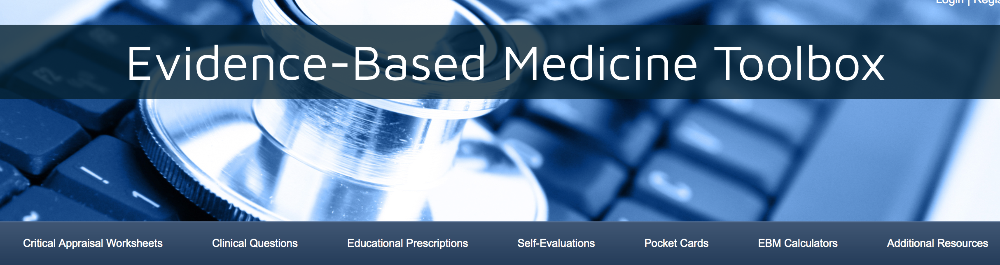 Login |
Evidence-Based Medicine Toolbox
Critical Appraisal Worksheets
Clinical Questions
Educational Prescriptions
Self-Evaluations
Pocket Cards
EBM Calculators
Additional Resources